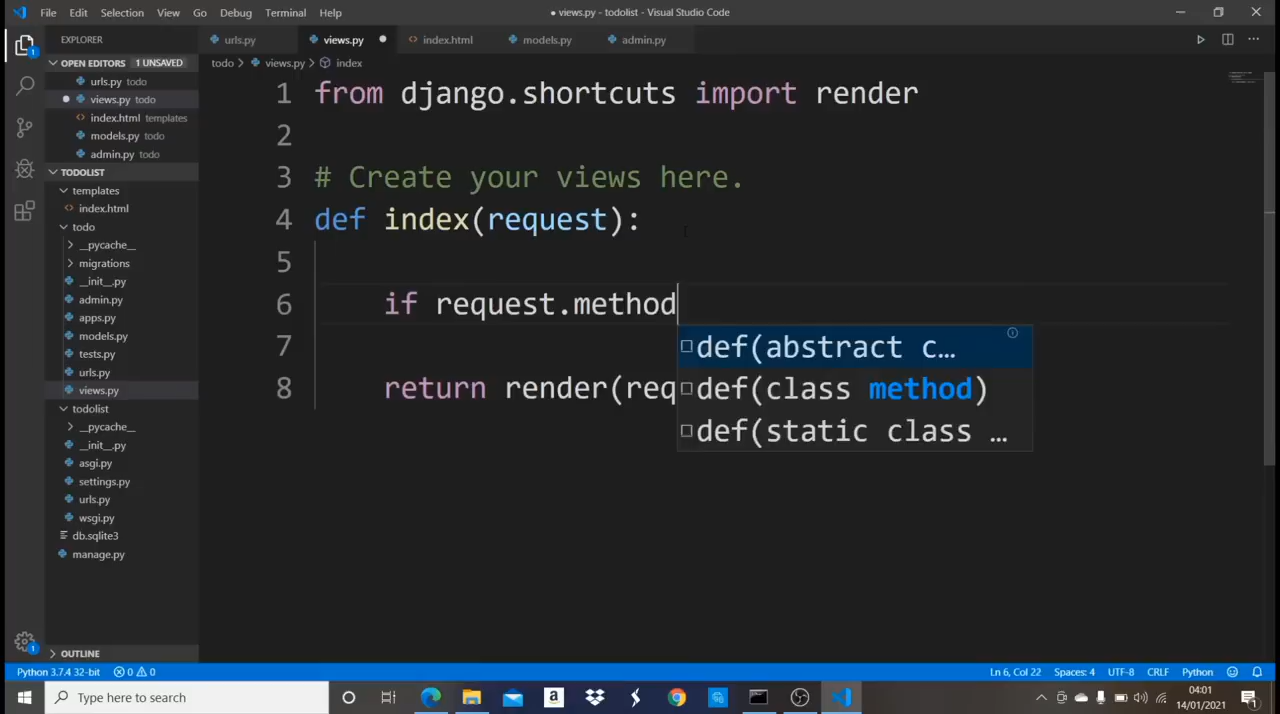 File Edit Selection View Go Debug Terminal Help
● views.py - todolist - Visual Studio Code
EXPLORER
urls.py
views.py
index.html
models.py
admin.py
OPEN EDITORS 1 UNSAVED
urls.py todo
views.py todo
index.html templates
models.py todo
admin.py todo
TODOLIST
templates
index.html
todo
__pycache__
migrations
__init__.py
admin.py
apps.py
models.py
tests.py
urls.py
views.py
todolist
__pycache__
__init__.py
asgi.py
settings.py
urls.py
wsgi.py
db.sqlite3
manage.py
OUTLINE
todo > views.py > index
1 from django.shortcuts import render
2
3 # Create your views here.
4 def index(request):
5
6 if request.method
7
8 return render(req
def(abstract c…
def(class method)
def(static class …
Python 3.7.4 32-bit 0 0
Ln 6, Col 22 Spaces: 4 UTF-8 CRLF Python
1
1
Type here to search
04:01
14/01/2021
1